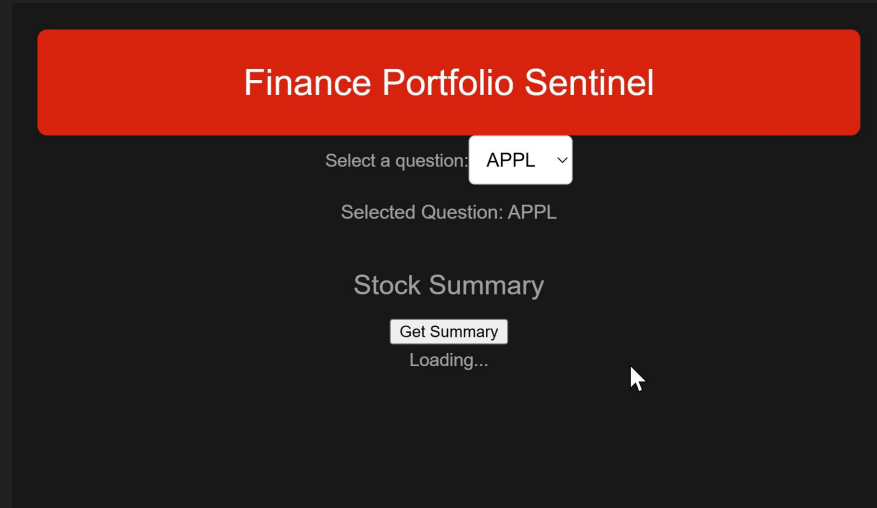 Finance Portfolio Sentinel
Select a question: APPL
Selected Question: APPL
Stock Summary
Get Summary
Loading...